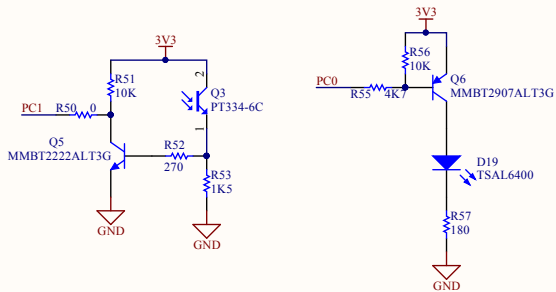 3V3
R51
10K
2
Q3
PT334-6C
PC1
R50
0
1
Q5
MMBT2222ALT3G
R52
270
R53
1K5
GND
GND
3V3
R56
10K
Q6
MMBT2907ALT3G
PC0
R55
4K7
D19
TSAL6400
R57
180
GND